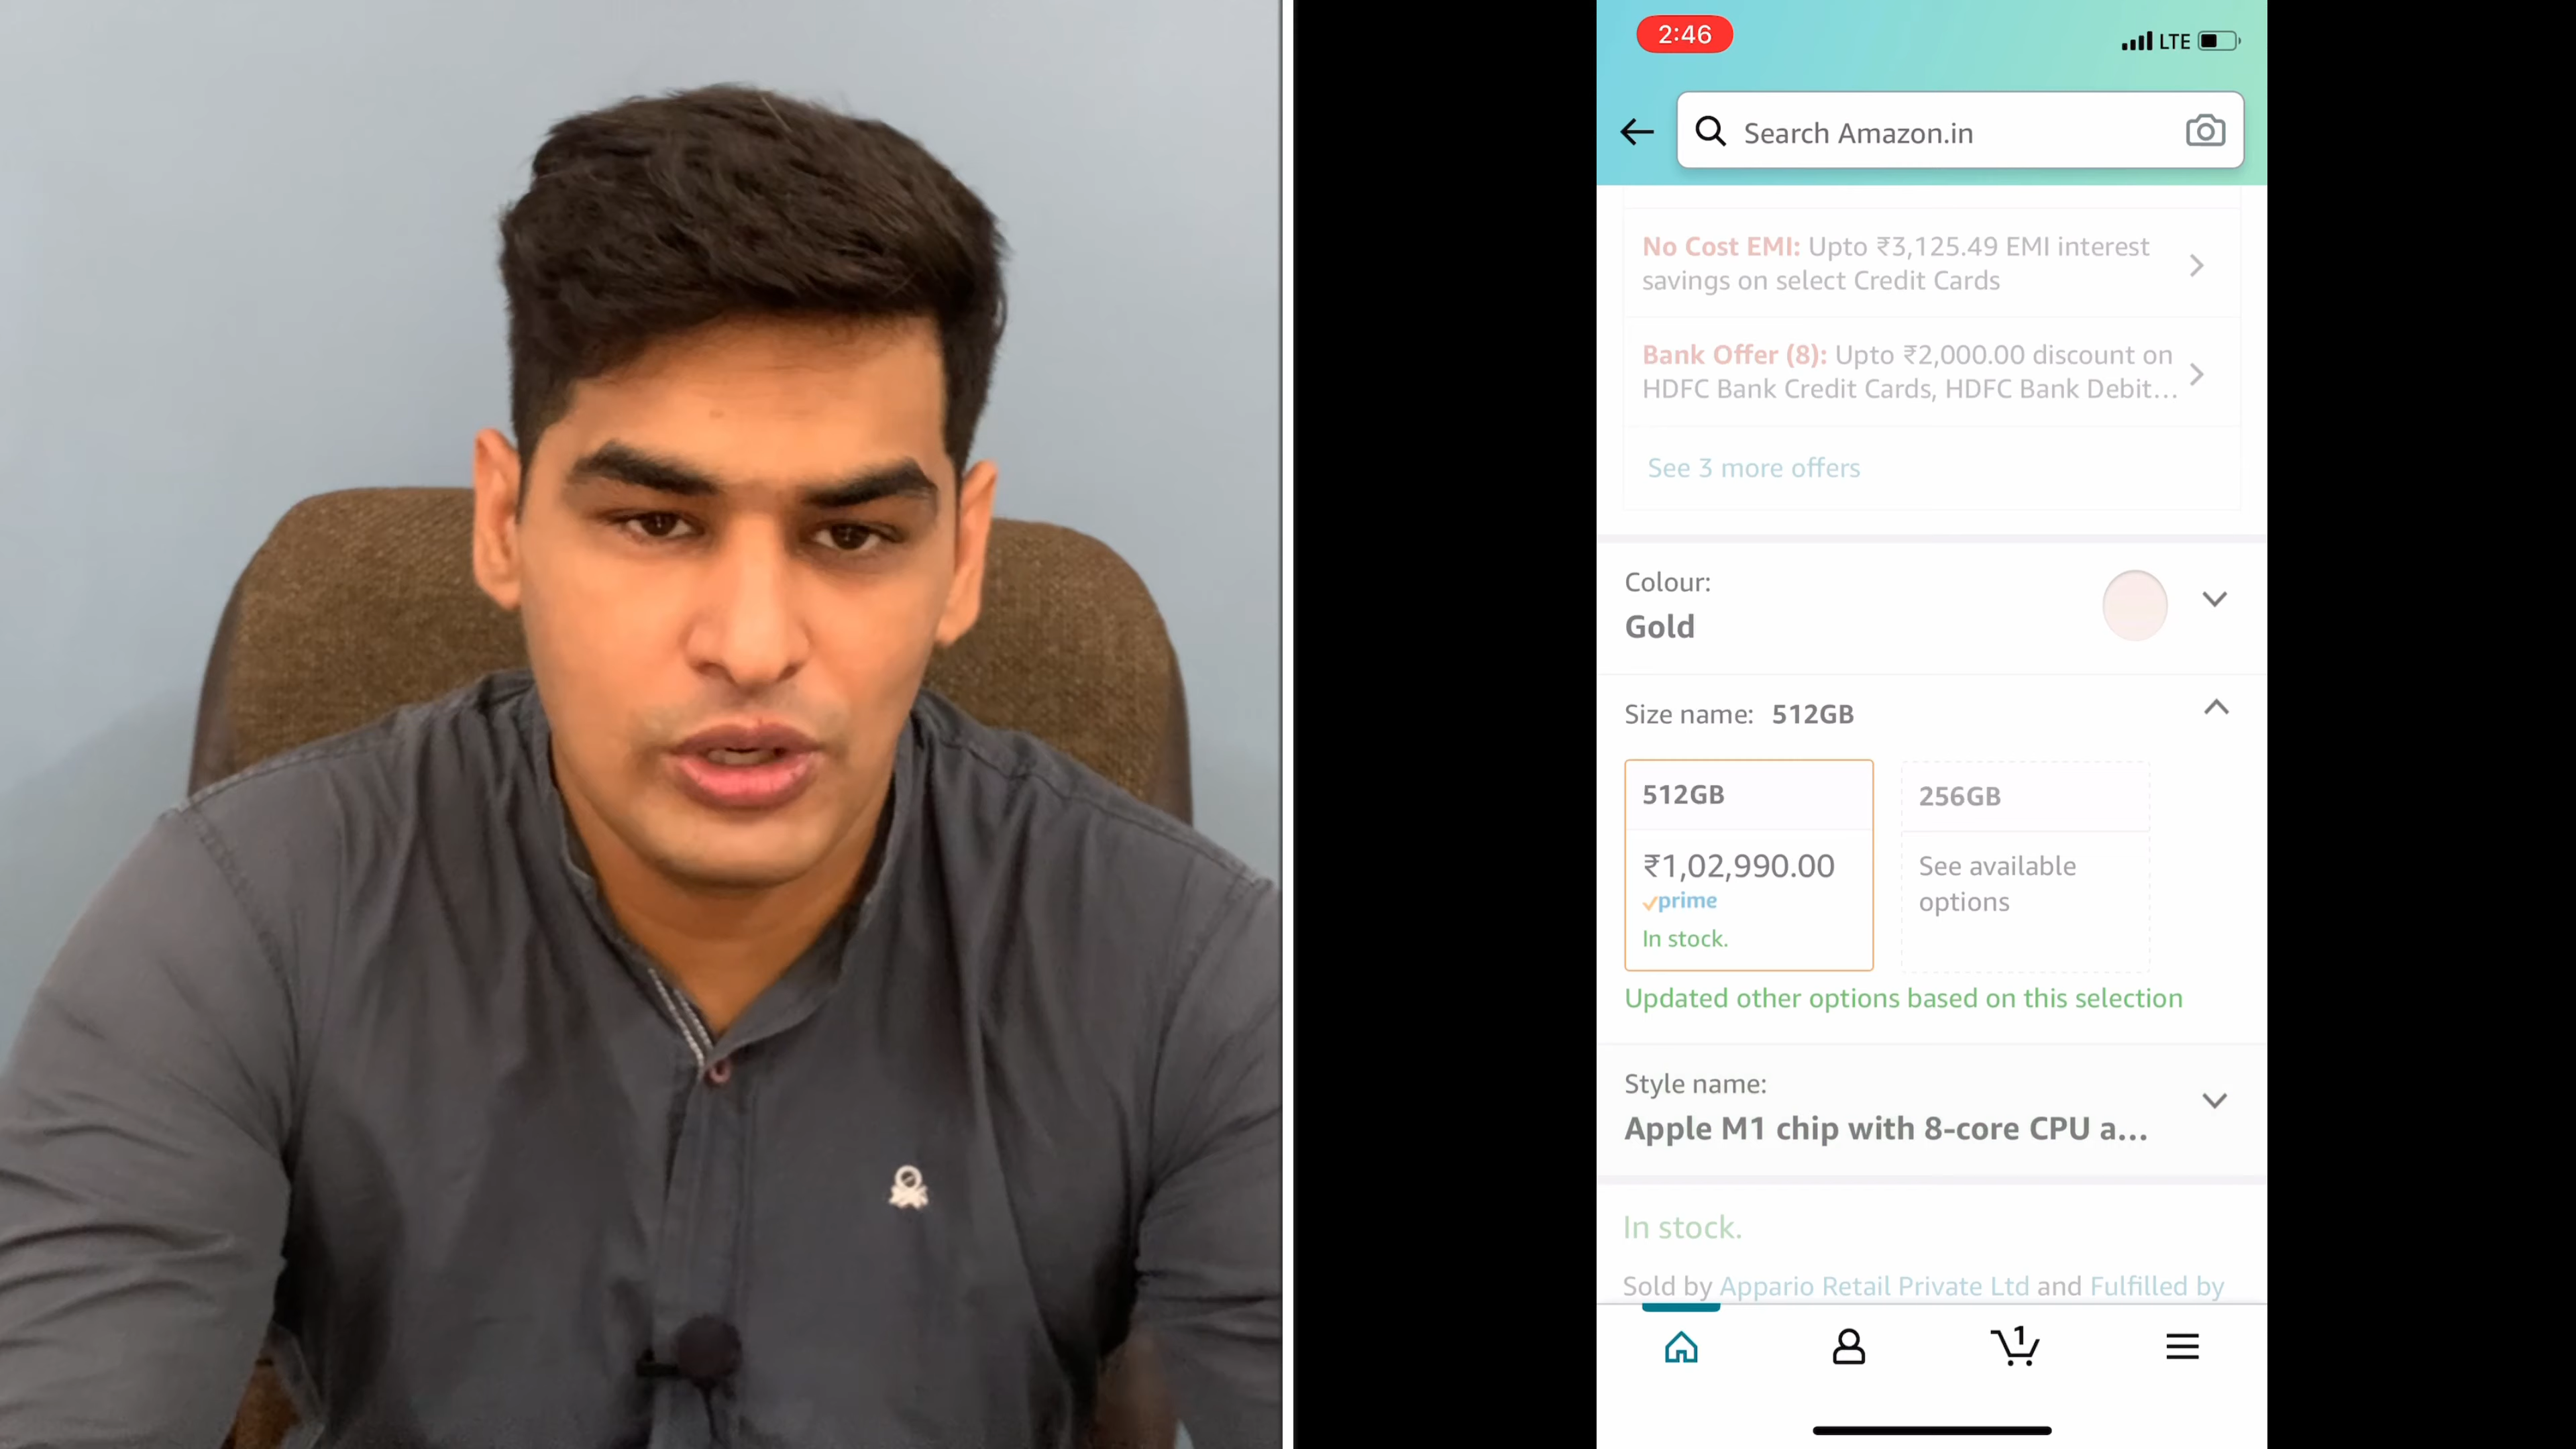 2:46
LTE
Search Amazon.in
No Cost EMI: Upto ₹3,125.49 EMI interest
savings on select Credit Cards
Bank Offer (8): Upto ₹2,000.00 discount on
HDFC Bank Credit Cards, HDFC Bank Debit...
See 3 more offers
Colour:
Gold
Size name: 512GB
512GB
₹1,02,990.00
prime
In stock.
256GB
See available
options
Updated other options based on this selection
Style name:
Apple M1 chip with 8-core CPU a...
In stock.
Sold by Appario Retail Private Ltd and Fulfilled by
1